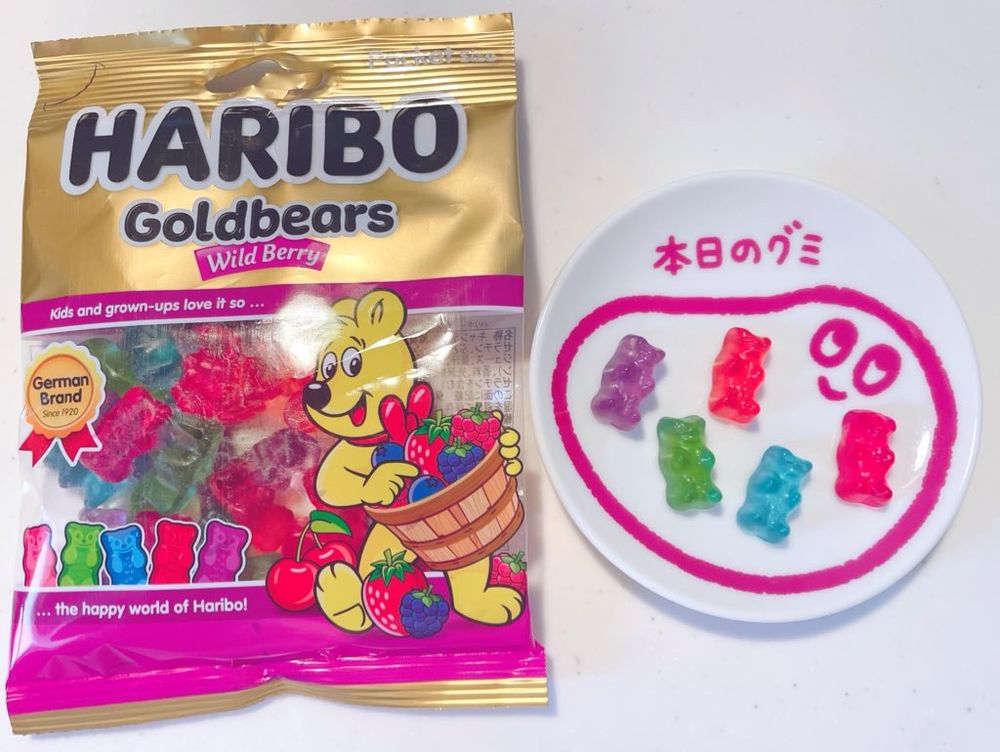 Pocket size
HARIBO
Goldbears
Wild Berry
Kids and grown-ups love it so ...
German
Brand
Since 1920
... the happy world of Haribo!
本日のグミ